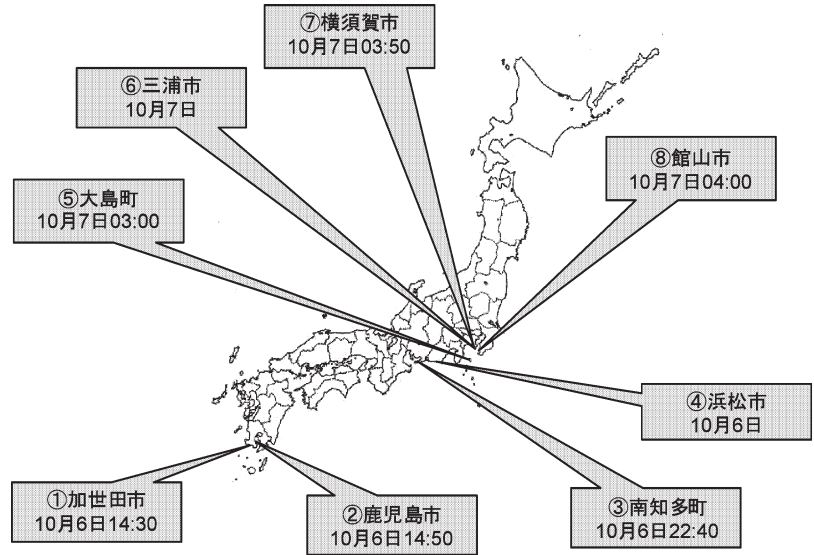 ⑦横須賀市
10月7日03:50
⑥三浦市
10月7日
⑧館山市
10月7日04:00
⑤大島町
10月7日03:00
④浜松市
10月6日
①加世田市
10月6日14:30
②鹿児島市
10月6日14:50
③南知多町
10月6日22:40